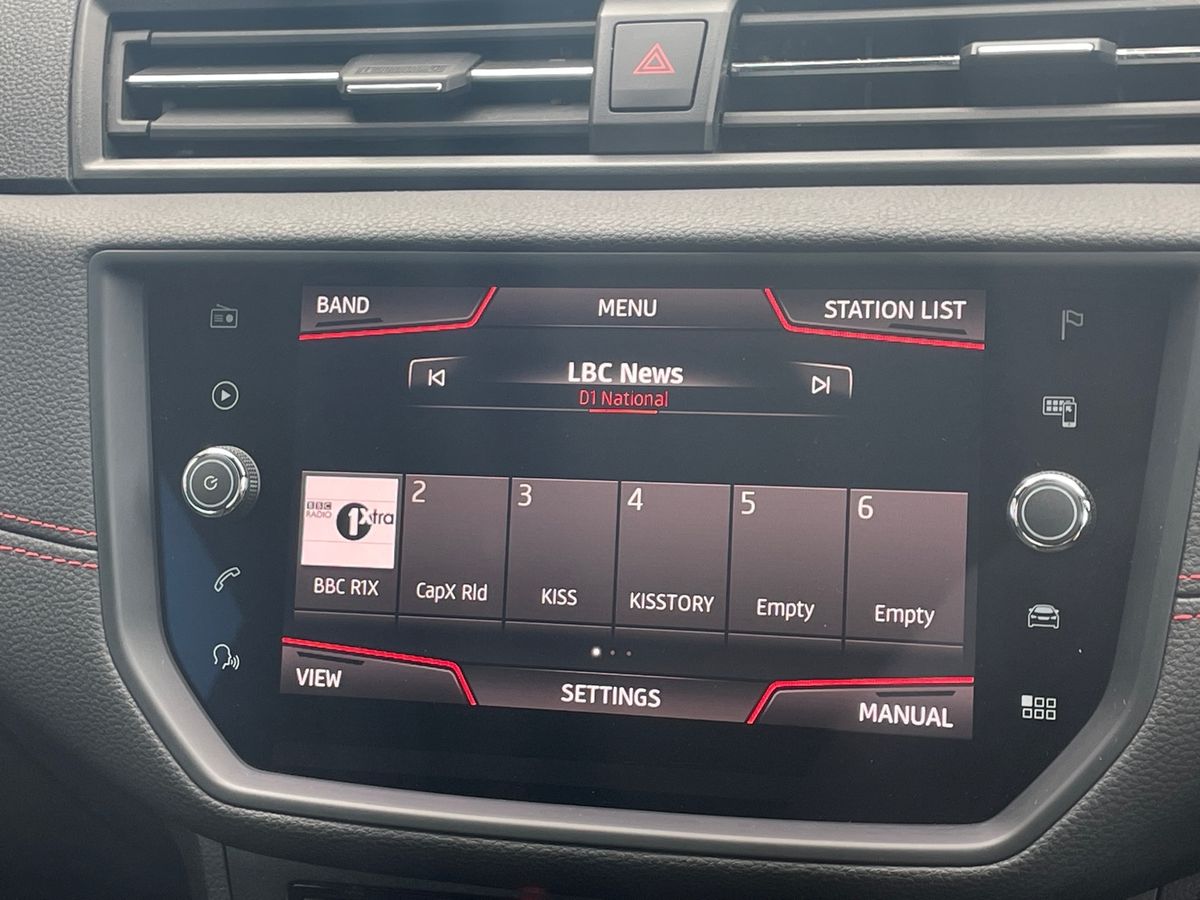 BAND
MENU
STATION LIST
LBC News
D1 National
BBC
RADIO
1Xtra
2
3
4
5
6
BBC R1X
CapX Rld
KISS
KISSTORY
Empty
Empty
VIEW
SETTINGS
MANUAL